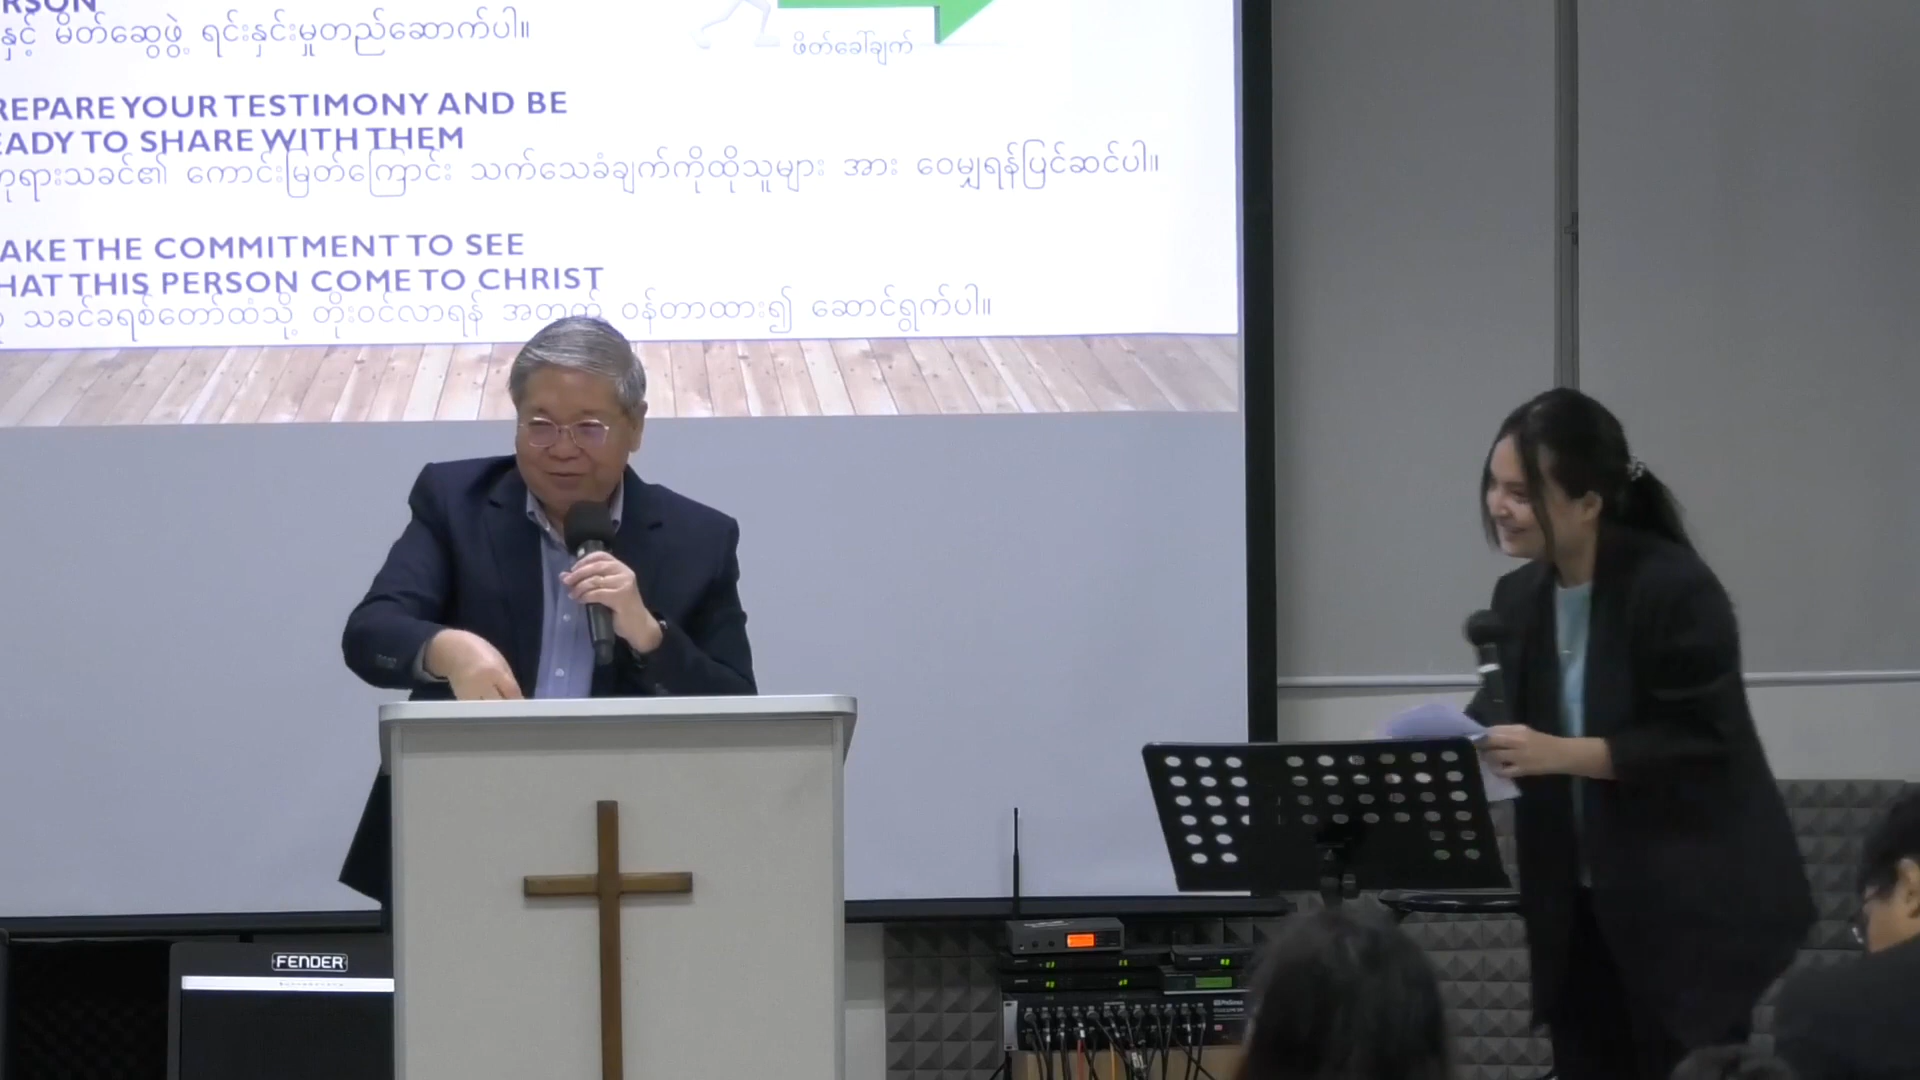 RSON
နှင့် မိတ်ဆွေဖွဲ့ ရင်းနှင်းမှုတည်ဆောက်ပါ။
ဖိတ်ခေါ်ချက်
REPARE YOUR TESTIMONY AND BE
EADY TO SHARE WITH THEM
ဘုရားသခင်၏ ကောင်းမြတ်ကြောင်း သက်သေခံချက်ကိုထိုသူများ အား ဝေမျှရန်ပြင်ဆင်ပါ။
AKE THE COMMITMENT TO SEE
HAT THIS PERSON COME TO CHRIST
သခင်ခရစ်တော်ထံသို့ တိုးဝင်လာရန် အတွက် ဝန်တာထား၍ ဆောင်ရွက်ပါ။
FENDER